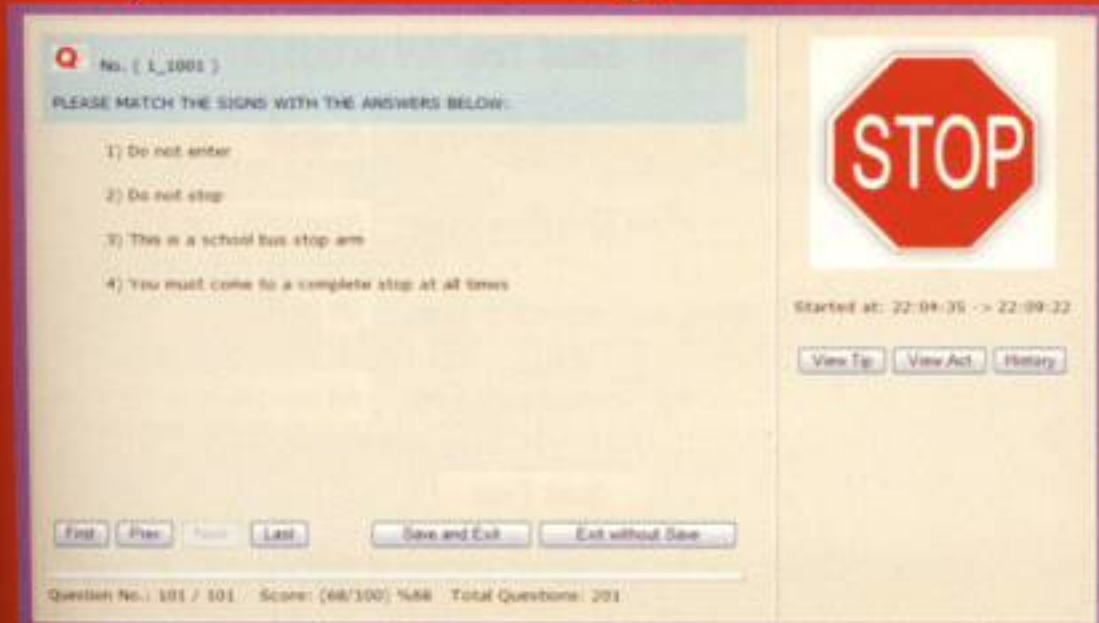 Q No. ( 1_1001 )
PLEASE MATCH THE SIGNS WITH THE ANSWERS BELOW:
1) Do not enter
2) Do not stop
3) This is a school bus stop arm
4) You must come to a complete stop at all times
STOP
Started at: 22:04:35 -> 22:09:22
View Tip View Act History
First Prev Next Last Save and Exit Exit without Save
Question No.: 101 / 101 Score: (68/100) %68 Total Questions: 201